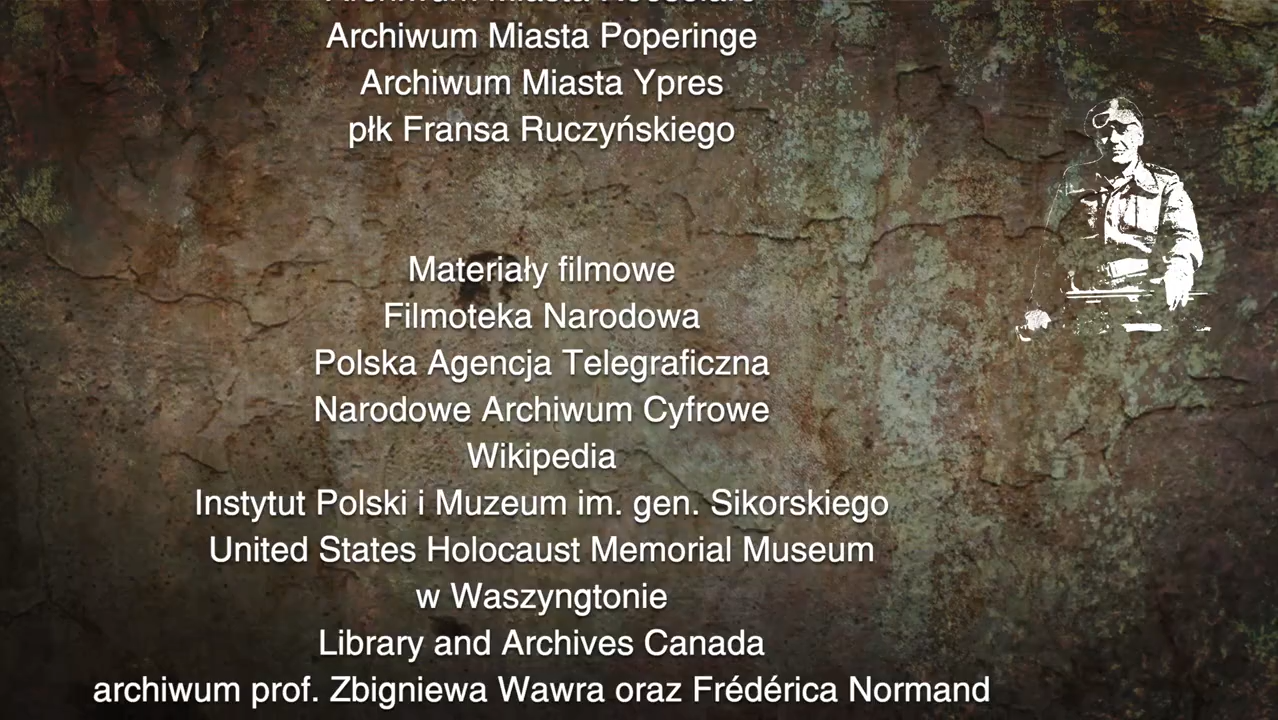 Archiwum Miasta Poperinge
Archiwum Miasta Ypres
płk Fransa Ruczyńskiego
Materiały filmowe
Filmoteka Narodowa
Polska Agencja Telegraficzna
Narodowe Archiwum Cyfrowe
Wikipedia
Instytut Polski i Muzeum im. gen. Sikorskiego
United States Holocaust Memorial Museum
w Waszyngtonie
Library and Archives Canada
archiwum prof. Zbigniewa Wawra oraz Frédérica Normand